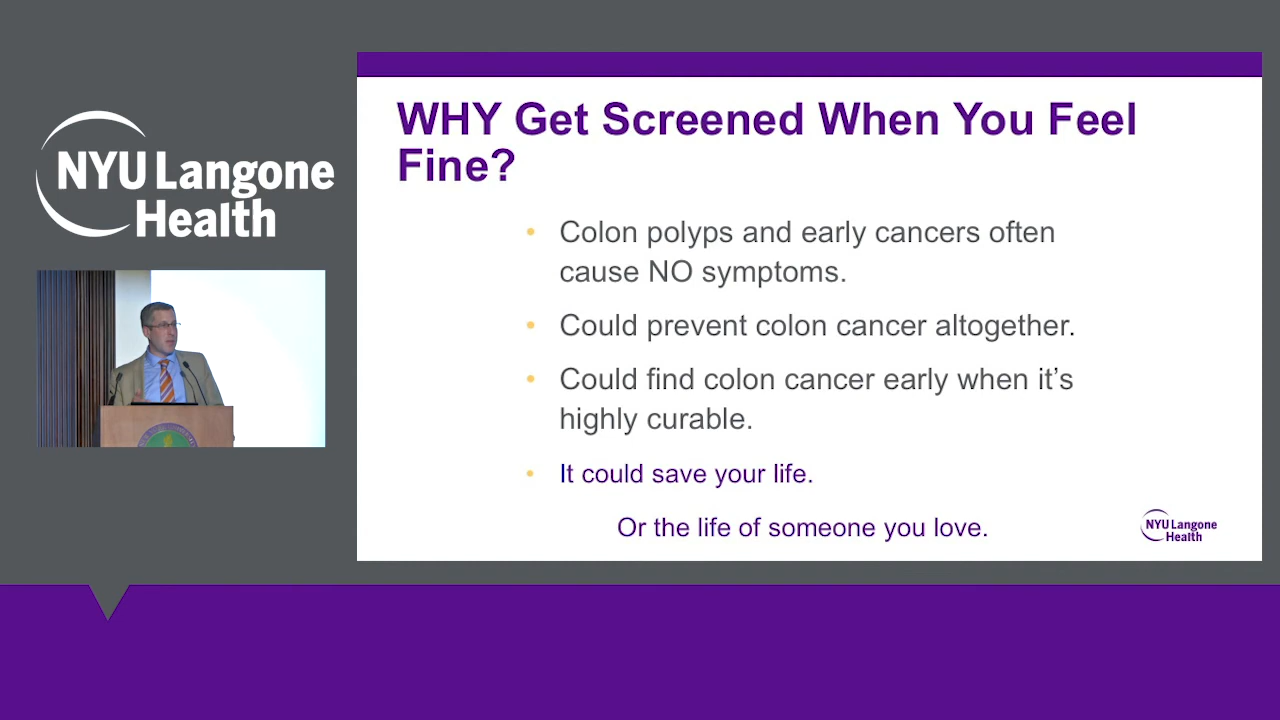 NYU Langone
Health
WHY Get Screened When You Feel
Fine?
• Colon polyps and early cancers often
cause NO symptoms.
• Could prevent colon cancer altogether.
• Could find colon cancer early when it’s
highly curable.
• It could save your life.
Or the life of someone you love.
NYU Langone
Health